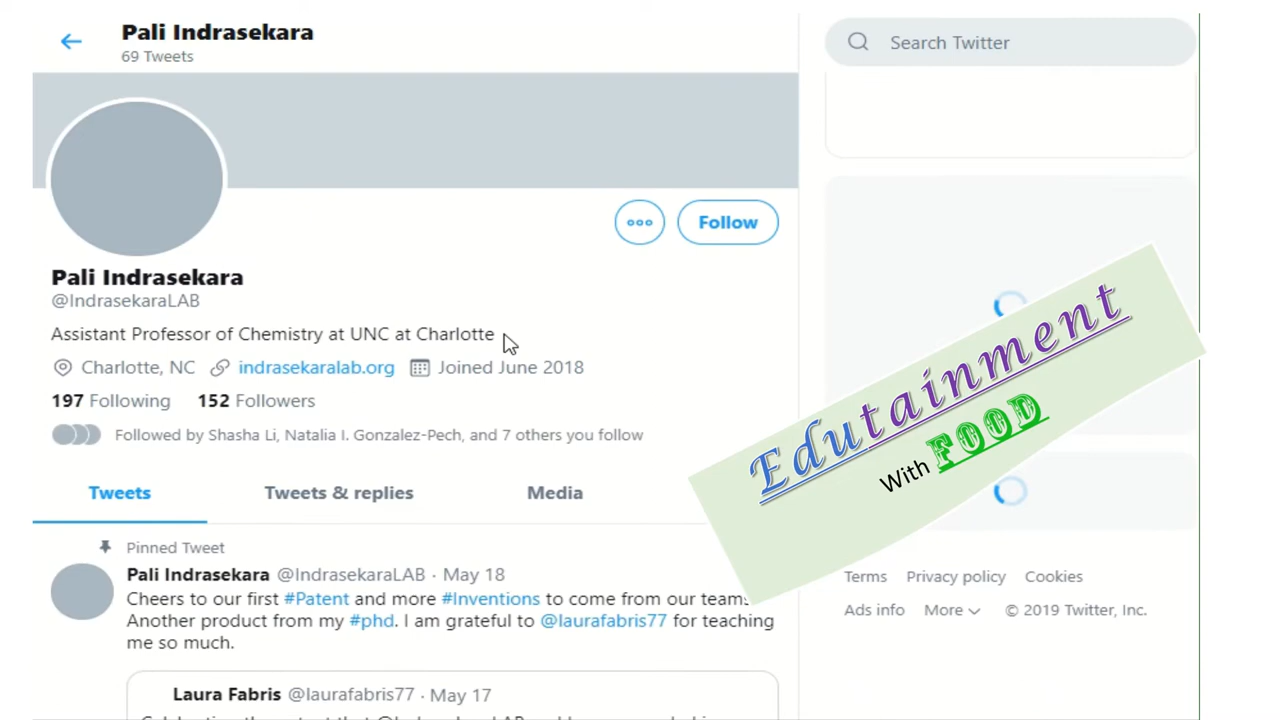 Pali Indrasekara
69 Tweets
Search Twitter
Follow
Pali Indrasekara
@IndrasekaraLAB
Assistant Professor of Chemistry at UNC at Charlotte
Charlotte, NC indrasekaralab.org Joined June 2018
197 Following 152 Followers
Followed by Shasha Li, Natalia I. Gonzalez-Pech, and 7 others you follow
Tweets Tweets & replies Media
Pinned Tweet
Pali Indrasekara @IndrasekaraLAB · May 18
Cheers to our first #Patent and more #Inventions to come from our team.
Another product from my #phd. I am grateful to @laurafabris77 for teaching
me so much.
Laura Fabris @laurafabris77 · May 17
Edutainment
With FOOD
Terms Privacy policy Cookies
Ads info More © 2019 Twitter, Inc.